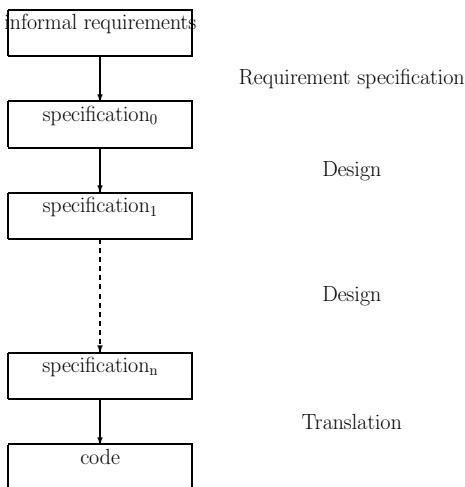 informal requirements
Requirement specification
specification₀
Design
specification₁
Design
specificationₙ
Translation
code